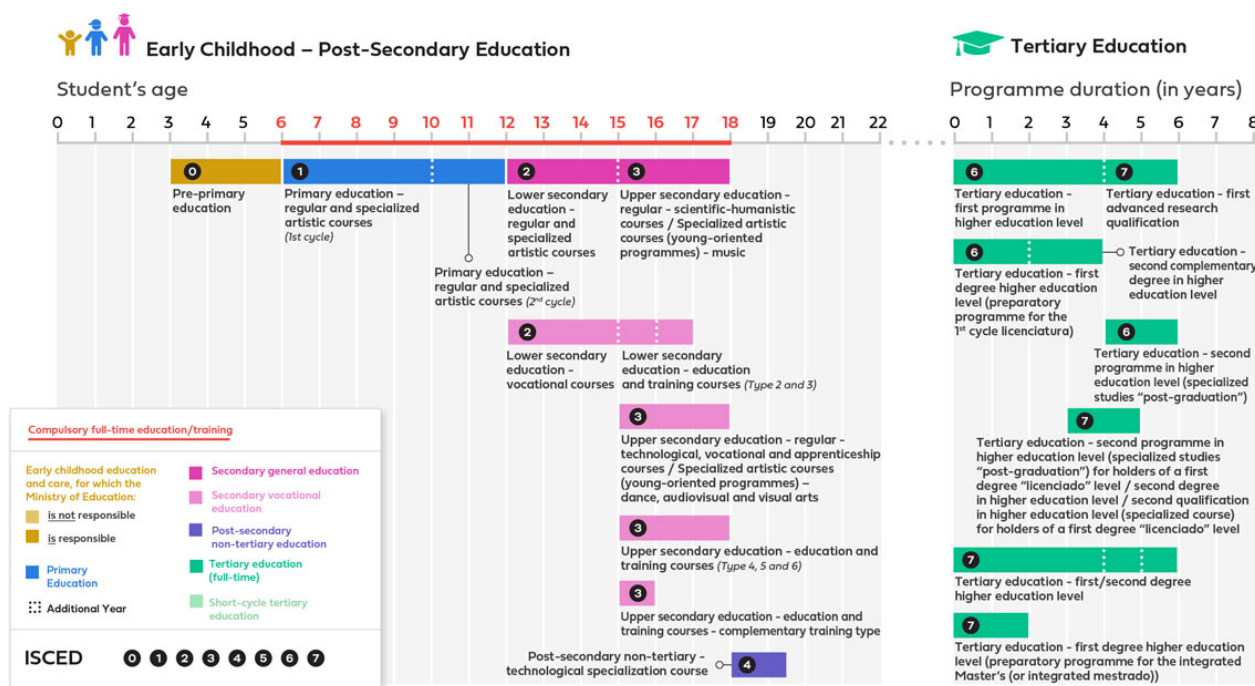 Early Childhood – Post-Secondary Education
Student's age
0 1 2 3 4 5 6 7 8 9 10 11 12 13 14 15 16 17 18 19 20 21 22
0
Pre-primary
education
1
Primary education –
regular and specialized
artistic courses
(1st cycle)
Primary education –
regular and specialized
artistic courses (2nd cycle)
2
Lower secondary
education -
regular and
specialized
artistic courses
3
Upper secondary education -
regular - scientific-humanistic
courses / Specialized artistic
courses (young-oriented
programmes) - music
2
Lower secondary
education -
vocational courses
Lower secondary
education - education
and training courses (Type 2 and 3)
3
Upper secondary education - regular -
technological, vocational and apprenticeship
courses / Specialized artistic courses
(young-oriented programmes) –
dance, audiovisual and visual arts
3
Upper secondary education - education and
training courses (Type 4, 5 and 6)
3
Upper secondary education - education and
training courses - complementary training type
Post-secondary non-tertiary -
technological specialization course
4
Compulsory full-time education/training
Early childhood education
and care, for which the
Ministry of Education:
is not responsible
is responsible
Primary
Education
Additional Year
Secondary general education
Secondary vocational
education
Post-secondary
non-tertiary education
Tertiary education
(full-time)
Short-cycle tertiary
education
ISCED 0 1 2 3 4 5 6 7
Tertiary Education
Programme duration (in years)
0 1 2 3 4 5 6 7 8
6
Tertiary education -
first programme in
higher education level
7
Tertiary education - first
advanced research
qualification
6
Tertiary education - first
degree higher education
level (preparatory
programme for the
1st cycle licenciatura)
Tertiary education -
second complementary
degree in higher
education level
6
Tertiary education - second
programme in higher
education level (specialized
studies "post-graduation")
7
Tertiary education - second programme in
higher education level (specialized studies
"post-graduation") for holders of a first
degree "licenciado" level / second degree
in higher education level / second qualification
in higher education level (specialized course)
for holders of a first degree "licenciado" level
7
Tertiary education - first/second degree
higher education level
7
Tertiary education - first degree higher education
level (preparatory programme for the integrated
Master's (or integrated mestrado))